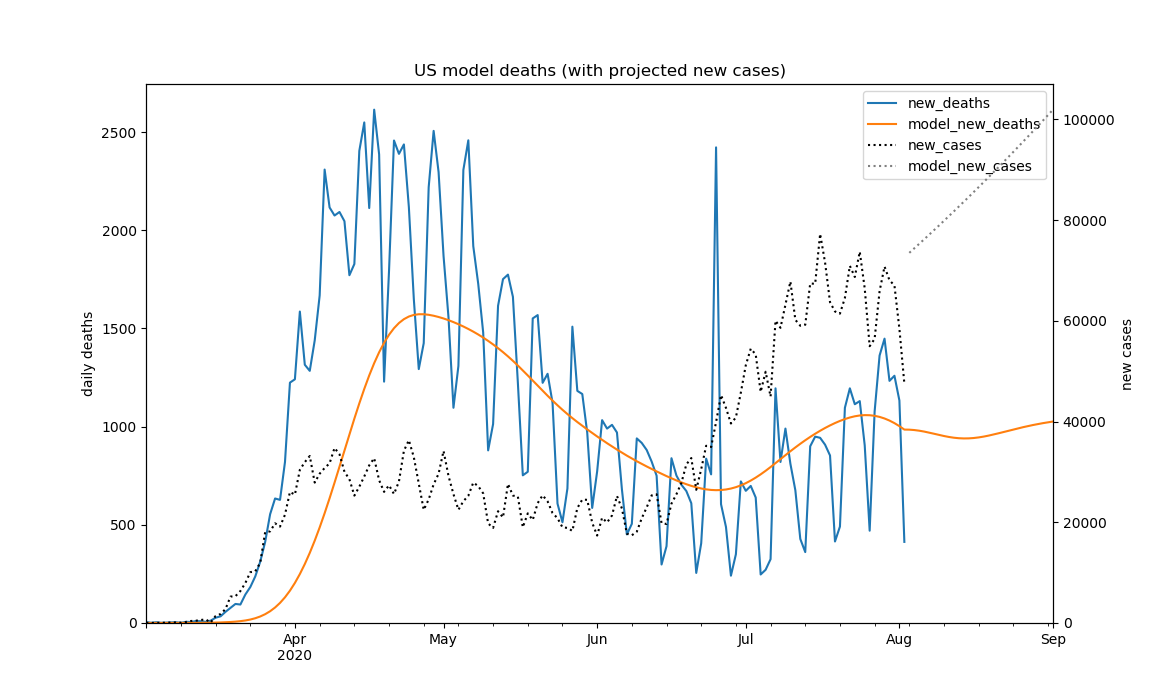 US model deaths (with projected new cases)
new_deaths
model_new_deaths
new_cases
model_new_cases
2500
2000
1500
1000
500
0
daily deaths
100000
80000
60000
40000
20000
0
new cases
Apr
2020
May
Jun
Jul
Aug
Sep